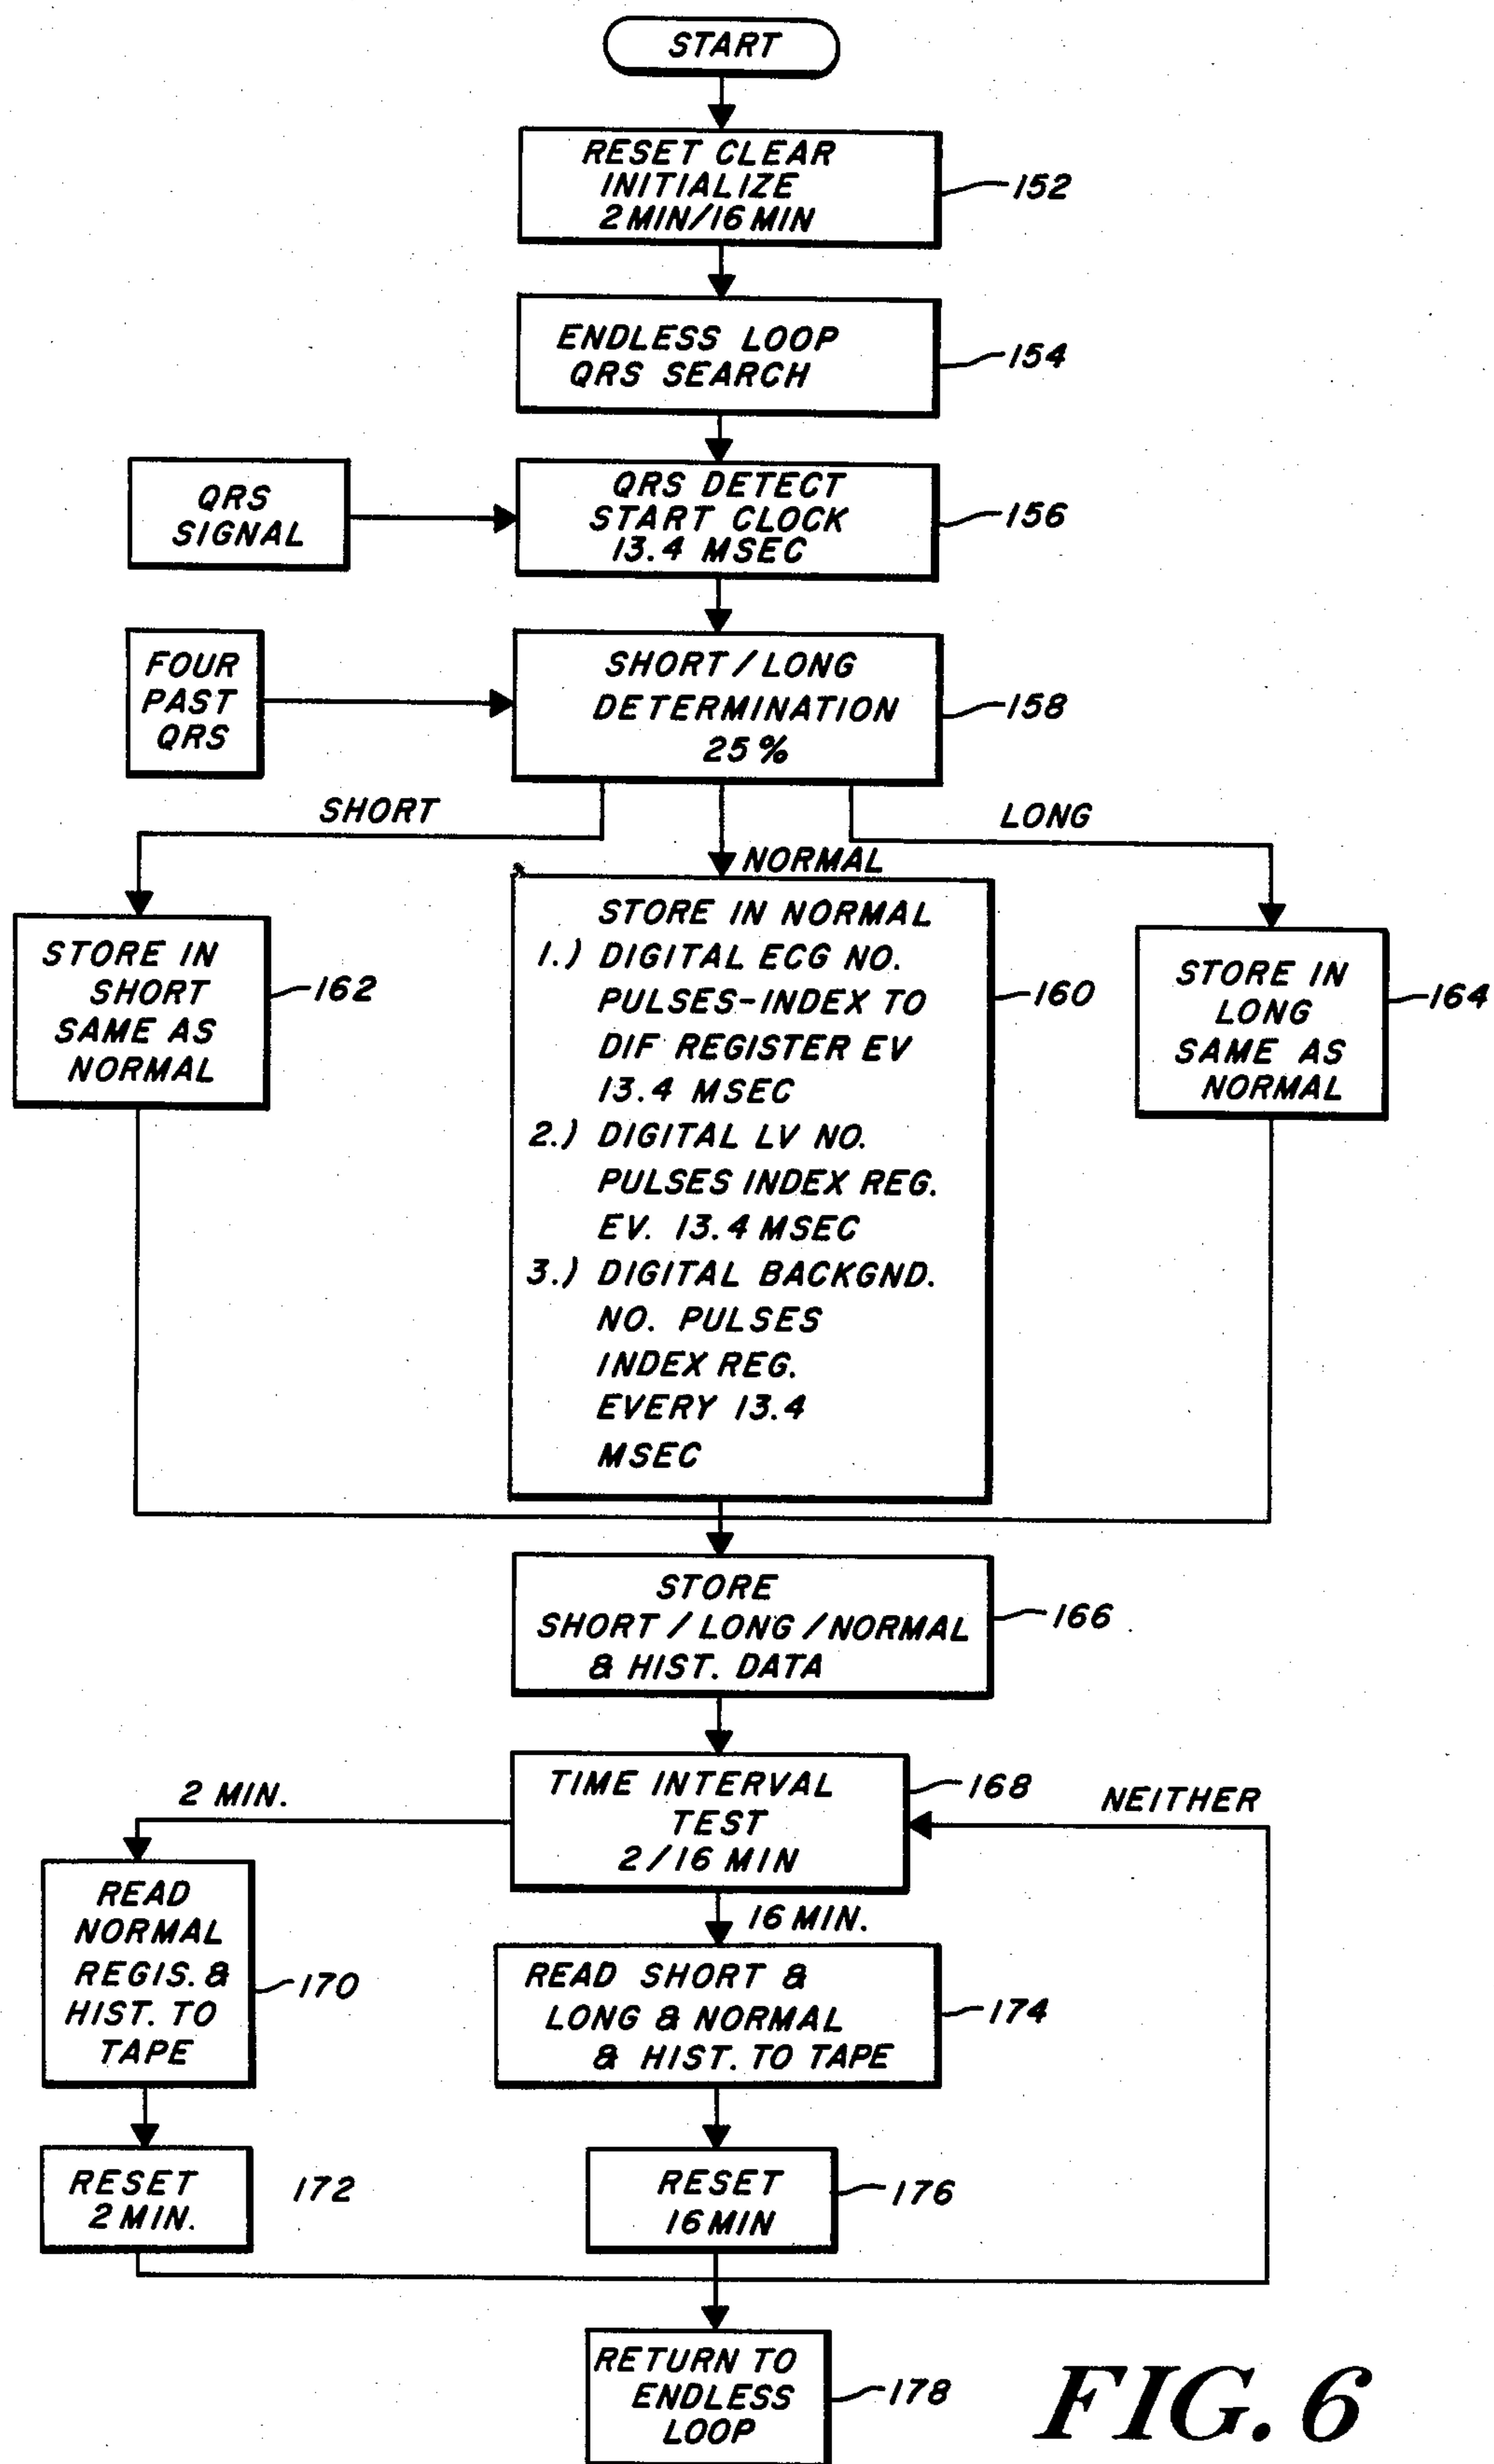 START
RESET CLEAR
INITIALIZE
2 MIN/16 MIN
152
ENDLESS LOOP
QRS SEARCH
154
QRS
SIGNAL
QRS DETECT
START CLOCK
13.4 MSEC
156
FOUR
PAST
QRS
SHORT/LONG
DETERMINATION
25%
158
SHORT
NORMAL
LONG
STORE IN
SHORT
SAME AS
NORMAL
162
STORE IN NORMAL
1.) DIGITAL ECG NO.
PULSES-INDEX TO
DIF REGISTER EV
13.4 MSEC
2.) DIGITAL LV NO.
PULSES INDEX REG.
EV. 13.4 MSEC
3.) DIGITAL BACKGND.
NO. PULSES
INDEX REG.
EVERY 13.4
MSEC
160
STORE IN
LONG
SAME AS
NORMAL
164
STORE
SHORT/LONG/NORMAL
& HIST. DATA
166
TIME INTERVAL
TEST
2/16 MIN
168
2 MIN.
NEITHER
16 MIN.
READ
NORMAL
REGIS. &
HIST. TO
TAPE
170
READ SHORT &
LONG & NORMAL
& HIST. TO TAPE
174
RESET
2 MIN.
172
RESET
16 MIN
176
RETURN TO
ENDLESS
LOOP
178
FIG. 6